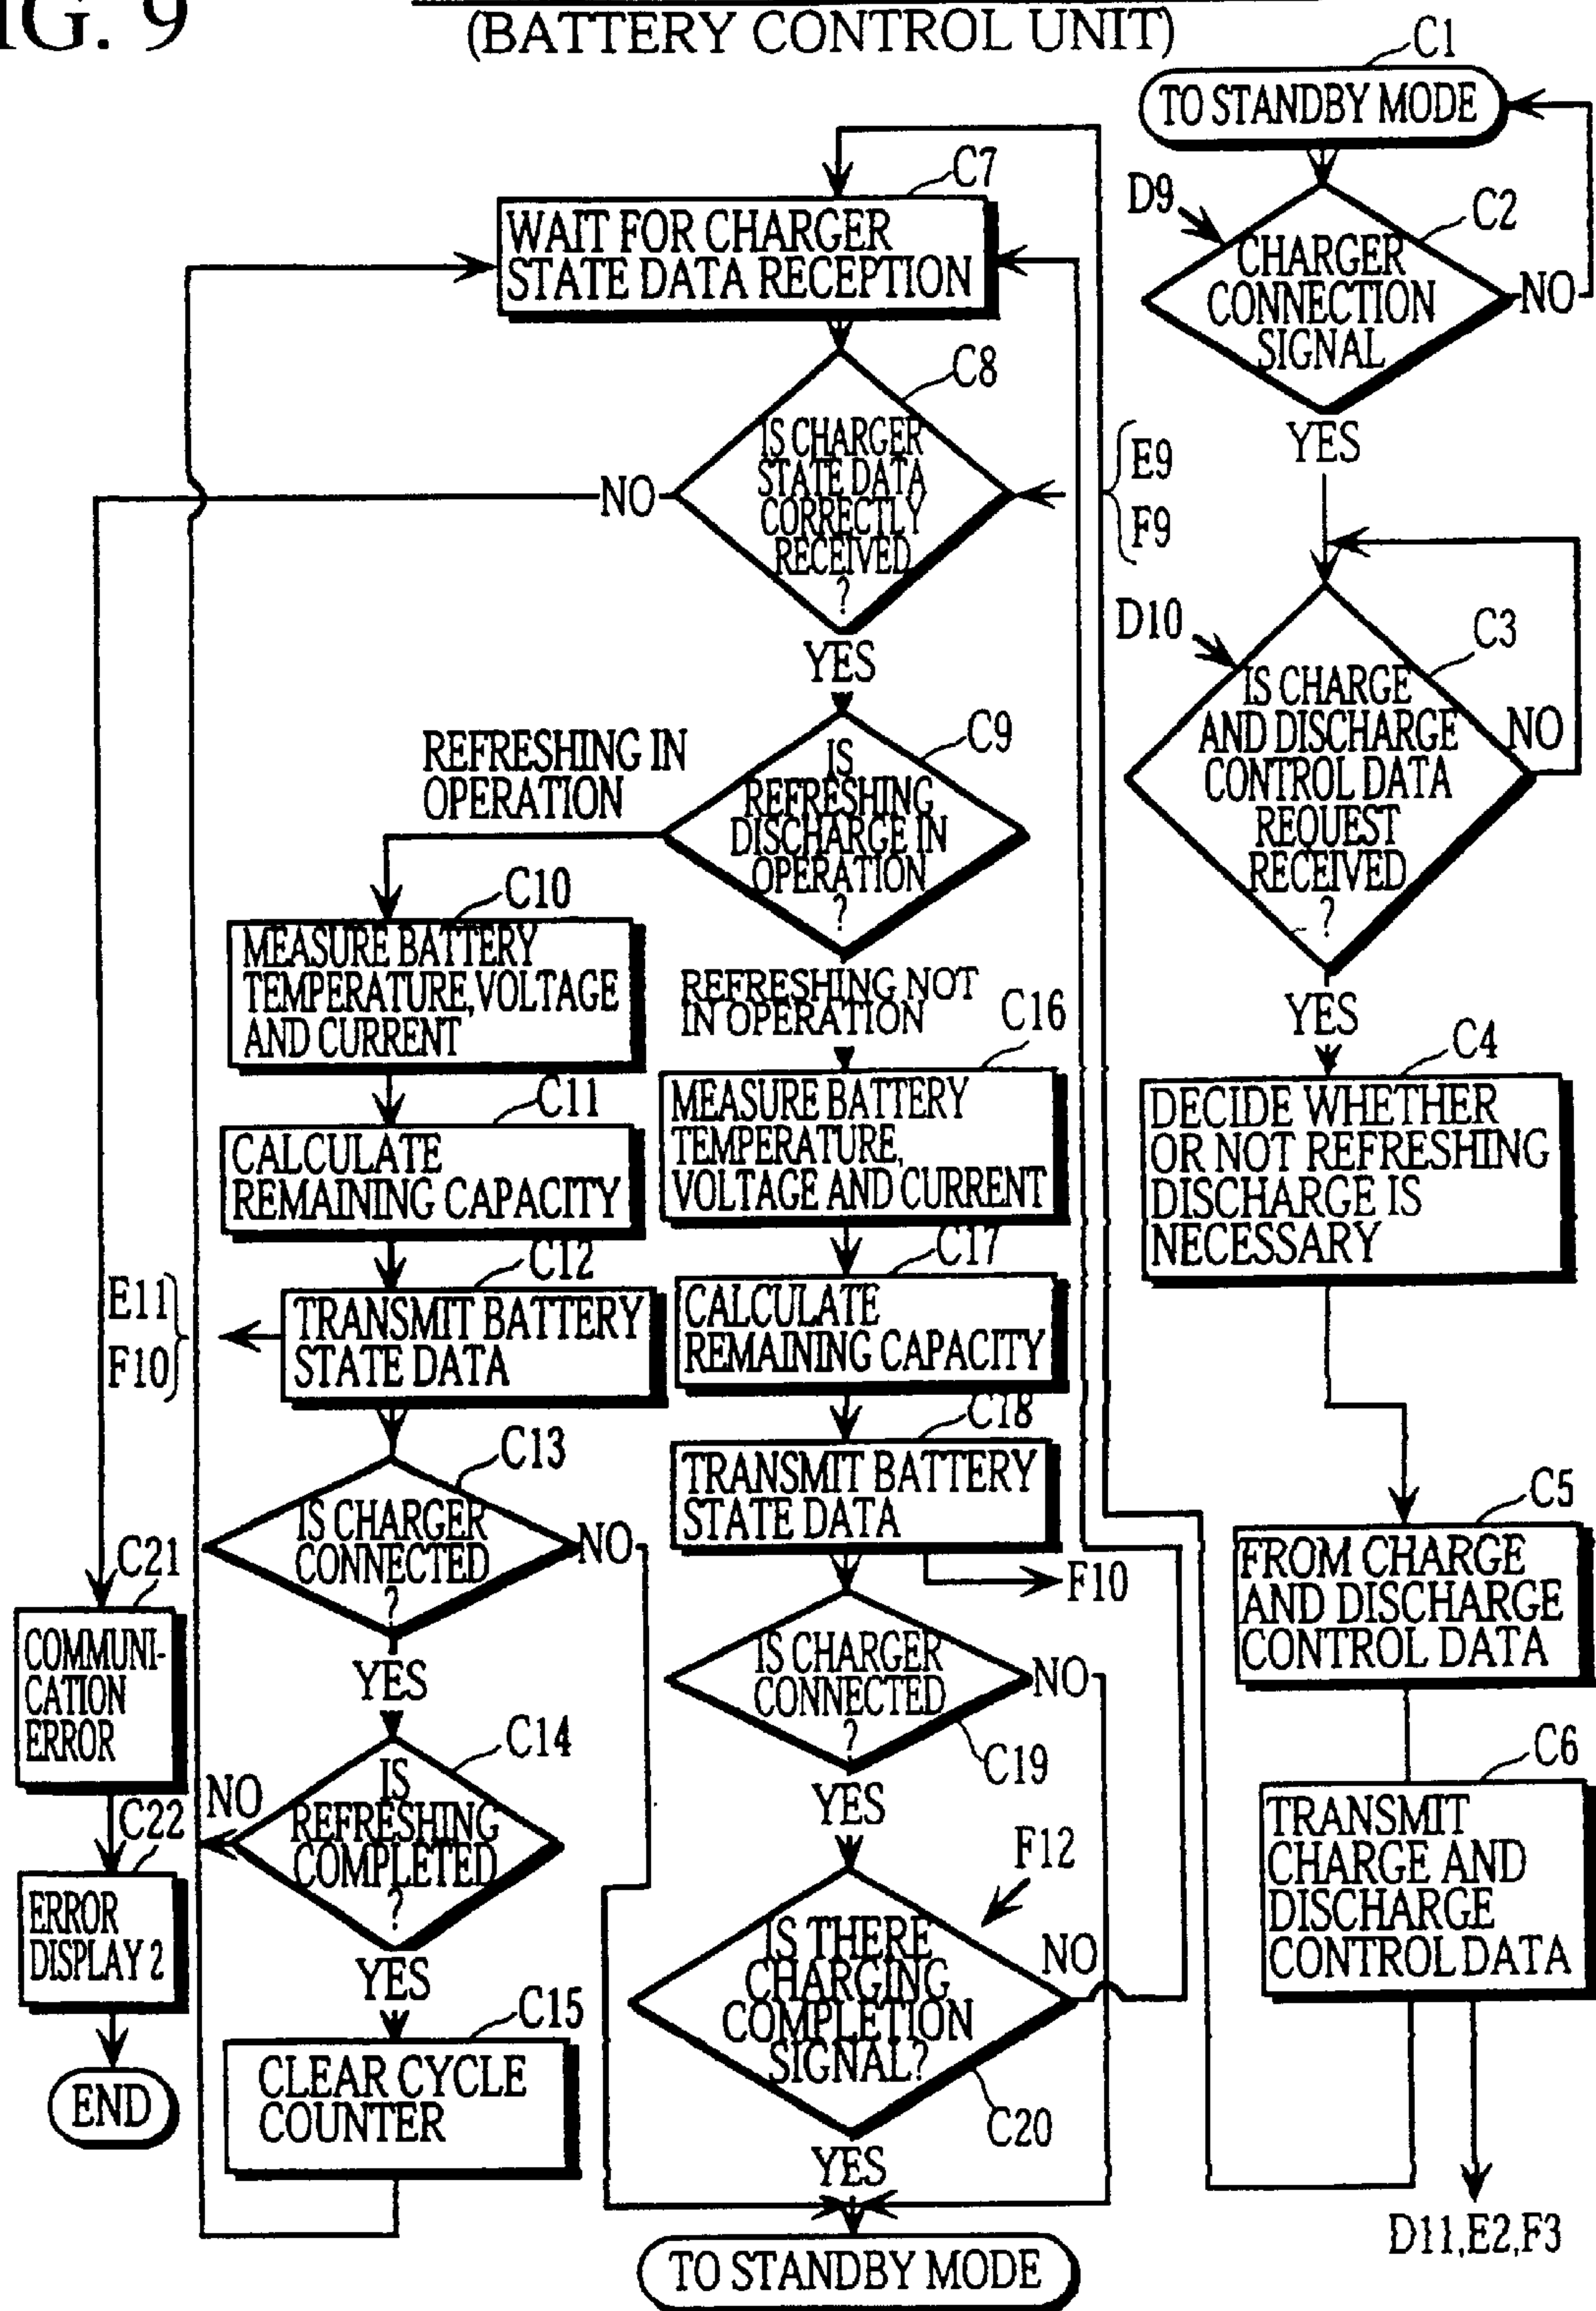 IG. 9
(BATTERY CONTROL UNIT)
C1
TO STANDBY MODE
D9
C2
CHARGER
CONNECTION
SIGNAL
NO
YES
D10
C3
IS CHARGE
AND DISCHARGE
CONTROL DATA
REQUEST
RECEIVED
?
NO
YES
C4
DECIDE WHETHER
OR NOT REFRESHING
DISCHARGE IS
NECESSARY
C5
FROM CHARGE
AND DISCHARGE
CONTROL DATA
C6
TRANSMIT
CHARGE AND
DISCHARGE
CONTROL DATA
D11,E2,F3
C7
WAIT FOR CHARGER
STATE DATA RECEPTION
C8
IS CHARGER
STATE DATA
CORRECTLY
RECEIVED
?
NO
E9
F9
YES
C9
IS
REFRESHING
DISCHARGE IN
OPERATION
?
REFRESHING IN
OPERATION
C10
MEASURE BATTERY
TEMPERATURE,VOLTAGE
AND CURRENT
C11
CALCULATE
REMAINING CAPACITY
C12
TRANSMIT BATTERY
STATE DATA
E11
F10
C13
IS CHARGER
CONNECTED
?
NO
YES
C14
IS
REFRESHING
COMPLETED
?
NO
YES
C15
CLEAR CYCLE
COUNTER
REFRESHING NOT
IN OPERATION
C16
MEASURE BATTERY
TEMPERATURE,
VOLTAGE AND CURRENT
C17
CALCULATE
REMAINING CAPACITY
C18
TRANSMIT BATTERY
STATE DATA
F10
IS CHARGER
CONNECTED
?
NO
C19
YES
F12
IS THERE
CHARGING
COMPLETION
SIGNAL?
NO
C20
YES
TO STANDBY MODE
C21
COMMUNI-
CATION
ERROR
C22
ERROR
DISPLAY 2
END